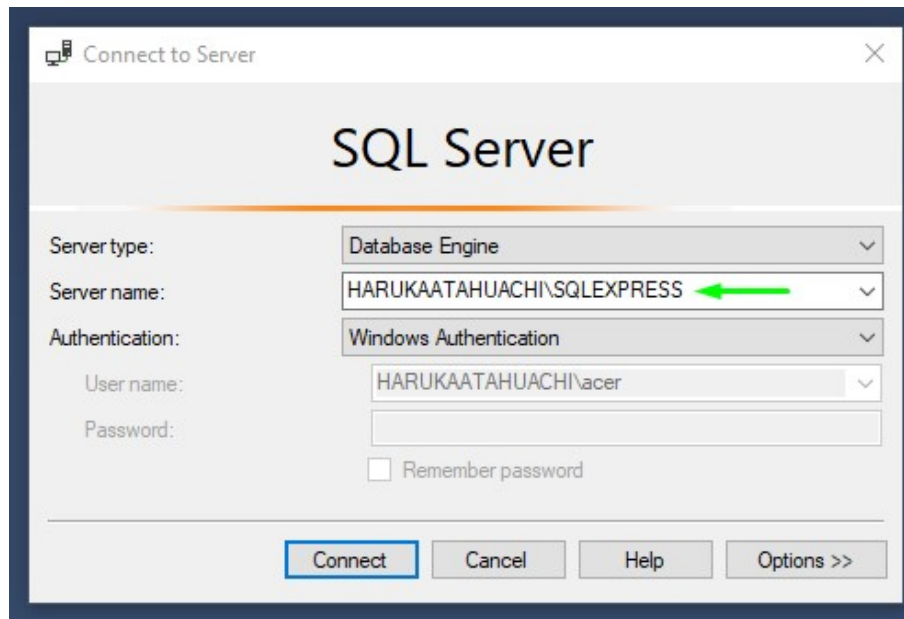 Connect to Server
SQL Server
Server type: Database Engine
Server name: HARUKAATAHUACHI\SQLEXPRESS
Authentication: Windows Authentication
User name: HARUKAATAHUACHI\acer
Password:
Remember password
Connect Cancel Help Options >>